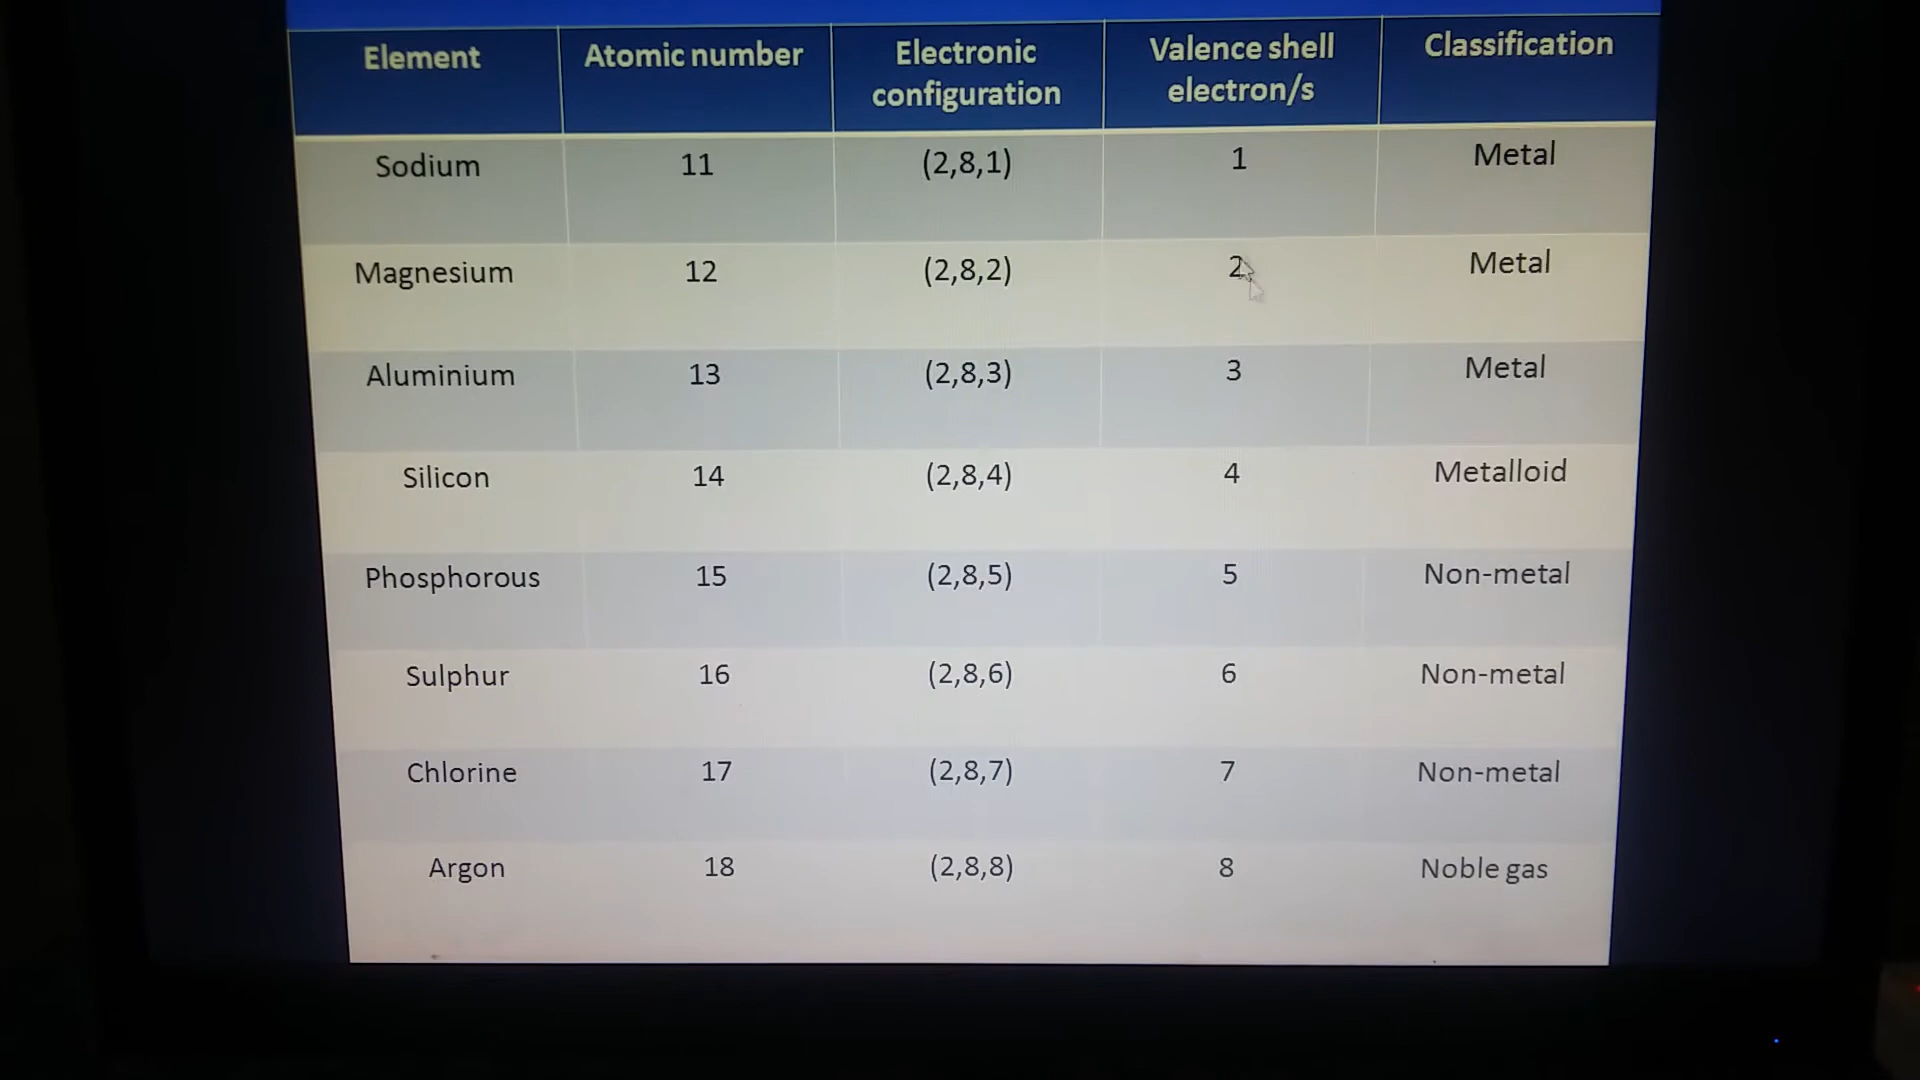 Element Atomic number Electronic configuration Valence shell electron/s Classification
Sodium 11 (2,8,1) 1 Metal
Magnesium 12 (2,8,2) 2 Metal
Aluminium 13 (2,8,3) 3 Metal
Silicon 14 (2,8,4) 4 Metalloid
Phosphorous 15 (2,8,5) 5 Non-metal
Sulphur 16 (2,8,6) 6 Non-metal
Chlorine 17 (2,8,7) 7 Non-metal
Argon 18 (2,8,8) 8 Noble gas